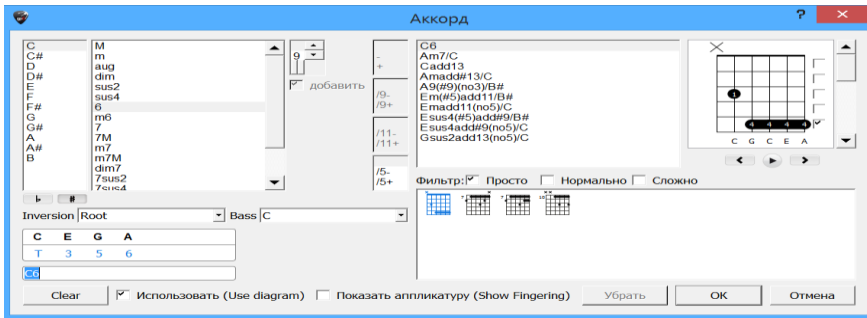 Аккорд
C
C#
D
D#
E
F
F#
G
G#
A
A#
B
M
m
aug
dim
sus2
sus4
6
m6
7
7M
m7
m7M
dim7
7sus2
7sus4
9
добавить
-
+
/9-
/9+
/11-
/11+
/5-
/5+
C6
Am7/C
Cadd13
Amadd#13/C
A9(#9)(no3)/B#
Em(#5)add11/B#
Emadd11(no5)/C
Esus4(#5)add#9/B#
Esus4add#9(no5)/C
Gsus2add13(no5)/C
1
4 4 4 4
C G C E A
Фильтр: Просто Нормально Сложно
b #
Inversion Root Bass C
C E G A
T 3 5 6
C6
Clear Использовать (Use diagram) Показать аппликатуру (Show Fingering) Убрать OK Отмена